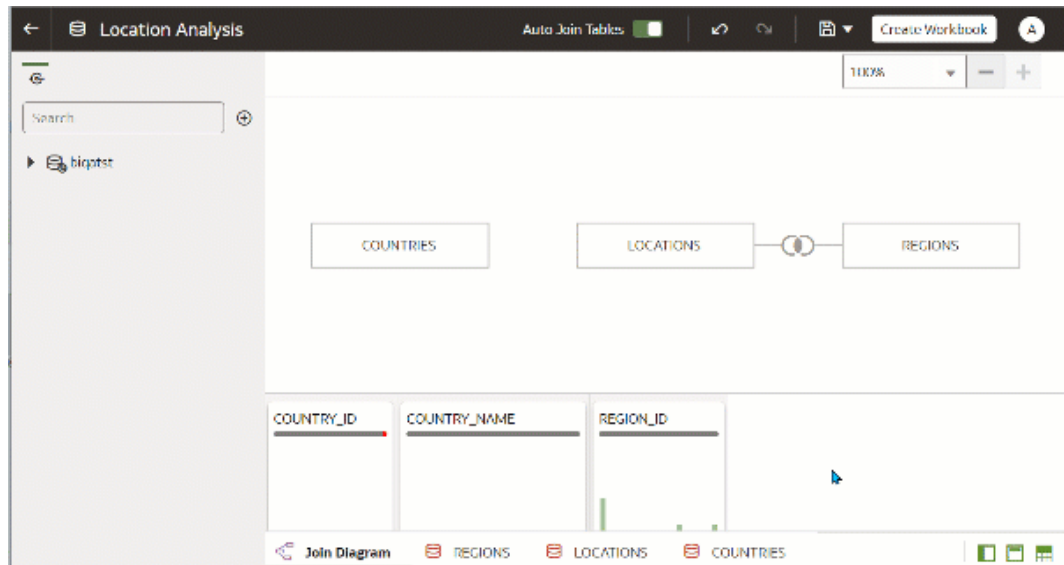 Location Analysis
Auto Join Tables
Create Workbook
A
100%
Search
biqatst
COUNTRIES
LOCATIONS
REGIONS
COUNTRY_ID
COUNTRY_NAME
REGION_ID
Join Diagram
REGIONS
LOCATIONS
COUNTRIES